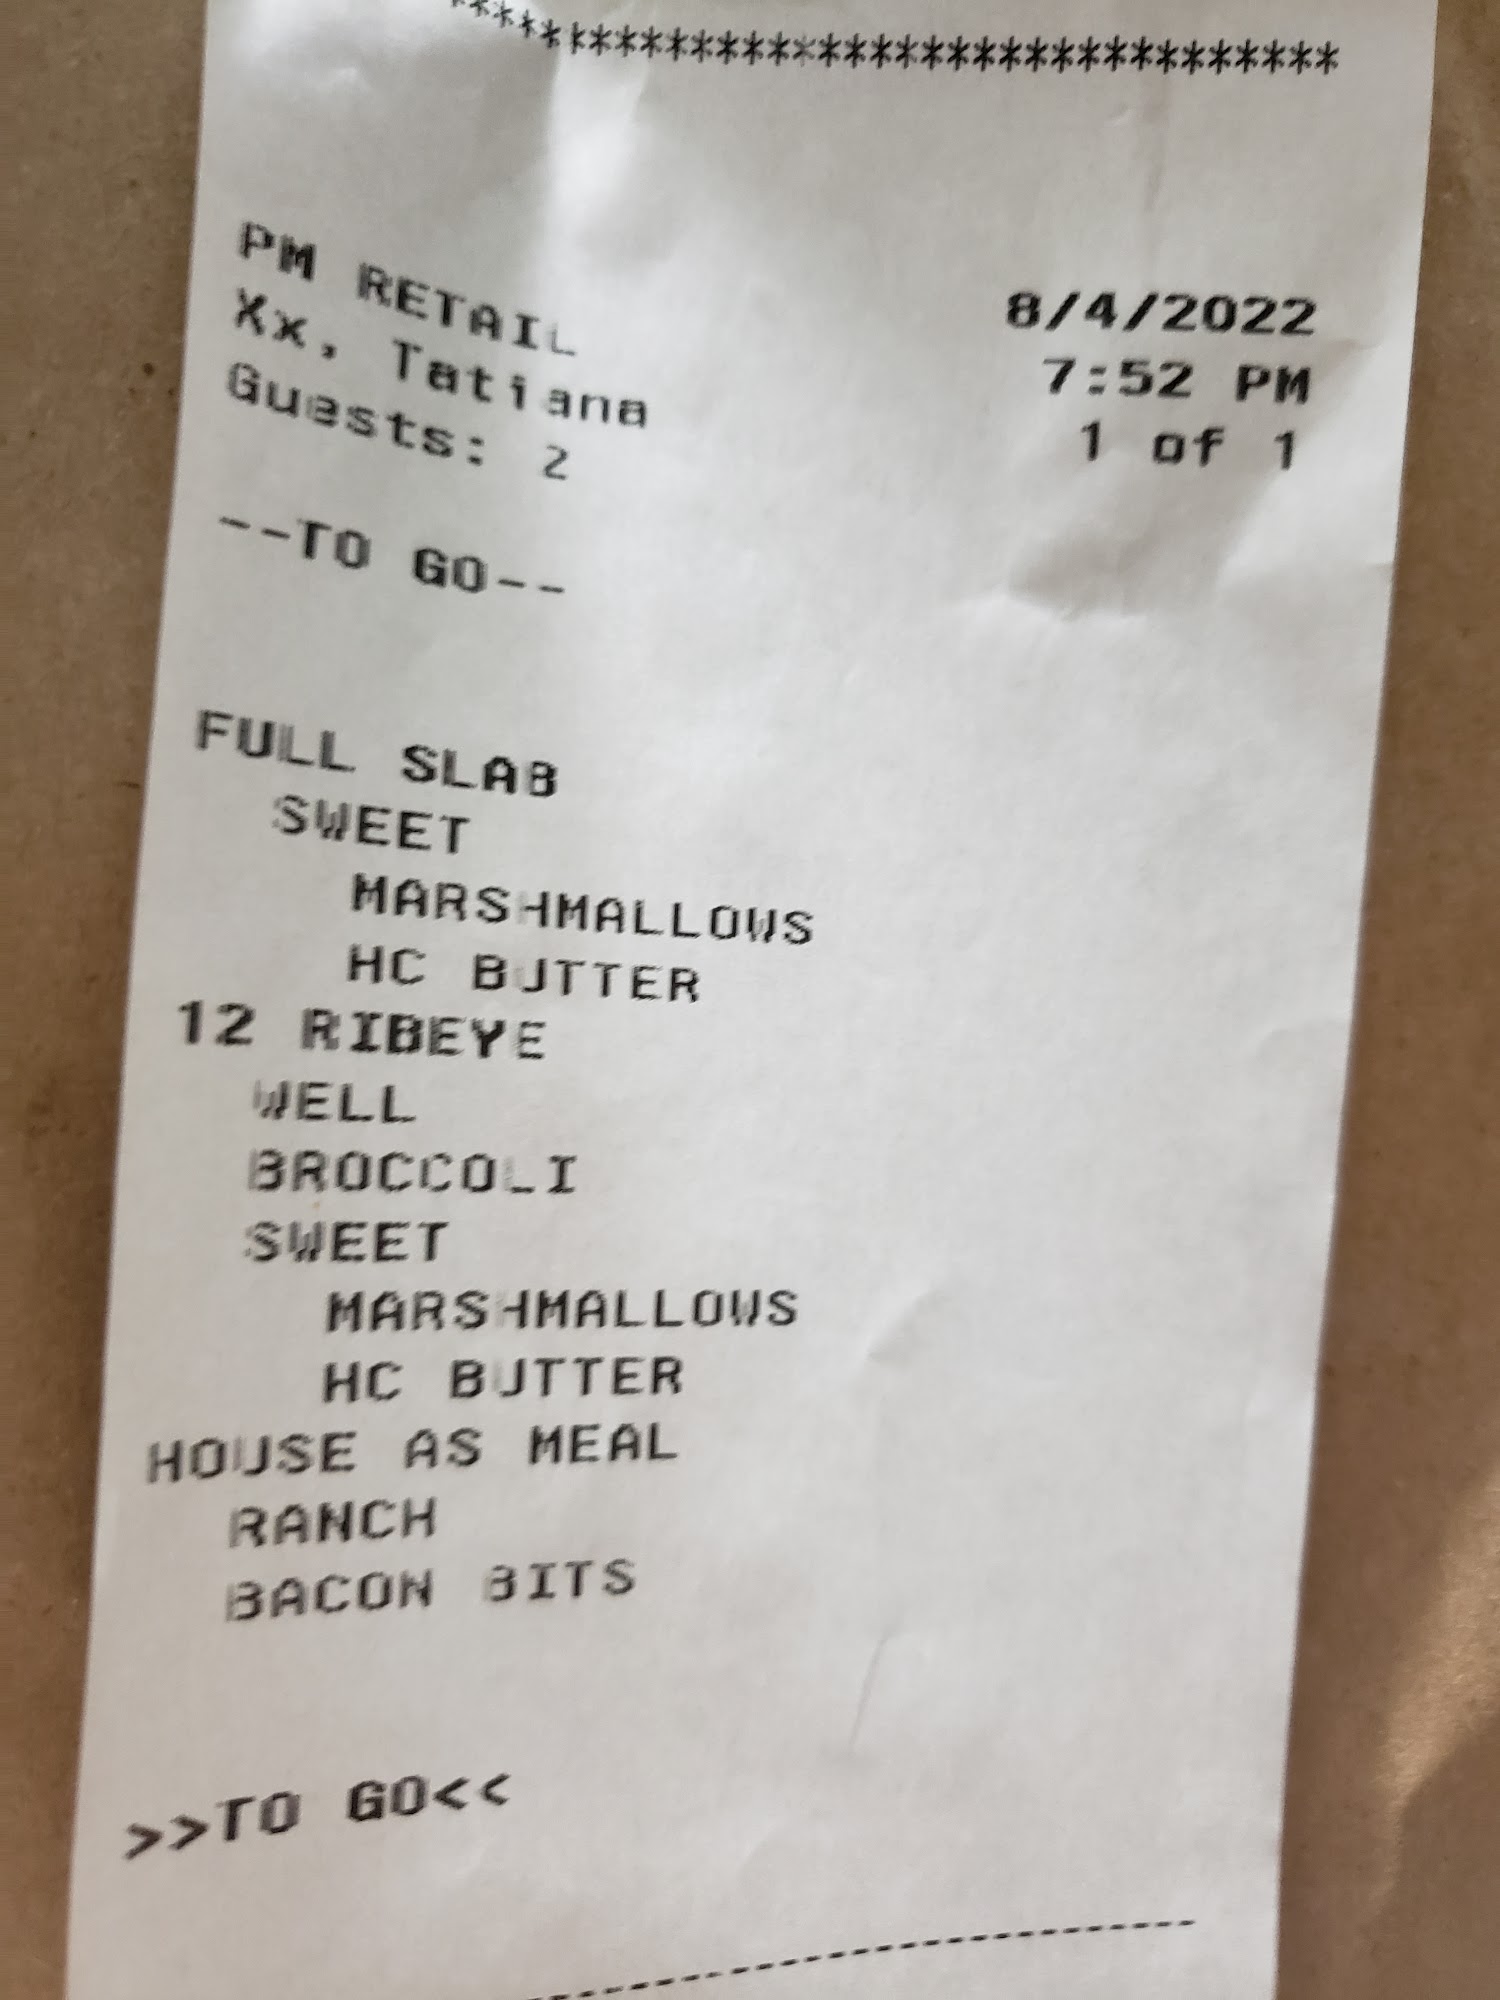 ***********************************
PM RETAIL 8/4/2022
Xx, Tatiana 7:52 PM
Guests: 2 1 of 1
--TO GO--
FULL SLAB
SWEET
MARSHMALLOWS
HC BUTTER
12 RIBEYE
WELL
BROCCOLI
SWEET
MARSHMALLOWS
HC BUTTER
HOUSE AS MEAL
RANCH
BACON BITS
>>TO GO<<